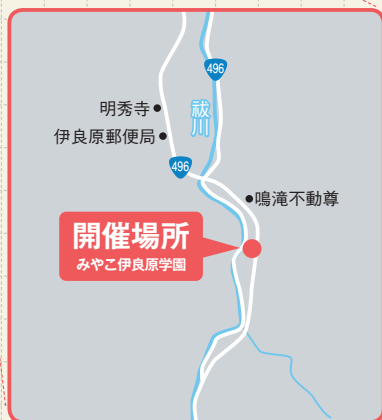 496
明秀寺
祓川
伊良原郵便局
496
鳴滝不動尊
開催場所
みやこ伊良原学園